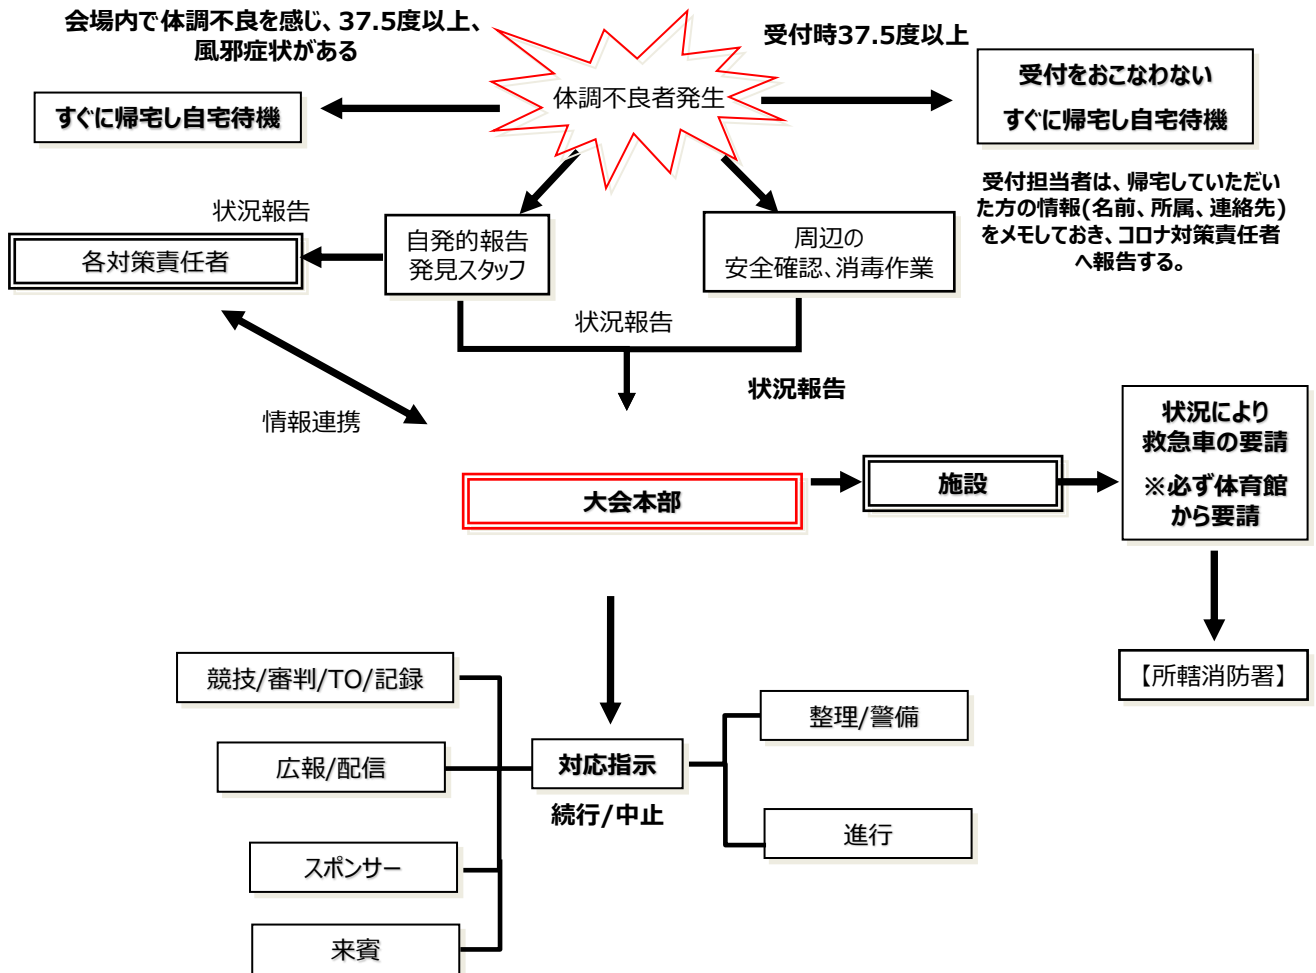 会場内で体調不良を感じ、37.5度以上、
風邪症状がある
受付時37.5度以上
体調不良者発生
すぐに帰宅し自宅待機
受付をおこなわない
すぐに帰宅し自宅待機
受付担当者は、帰宅していただい
た方の情報(名前、所属、連絡先)
をメモしておき、コロナ対策責任者
へ報告する。
状況報告
各対策責任者
自発的報告
発見スタッフ
周辺の
安全確認、消毒作業
状況報告
状況報告
情報連携
大会本部
施設
状況により
救急車の要請
※必ず体育館
から要請
【所轄消防署】
競技/審判/TO/記録
広報/配信
スポンサー
来賓
対応指示
続行/中止
整理/警備
進行